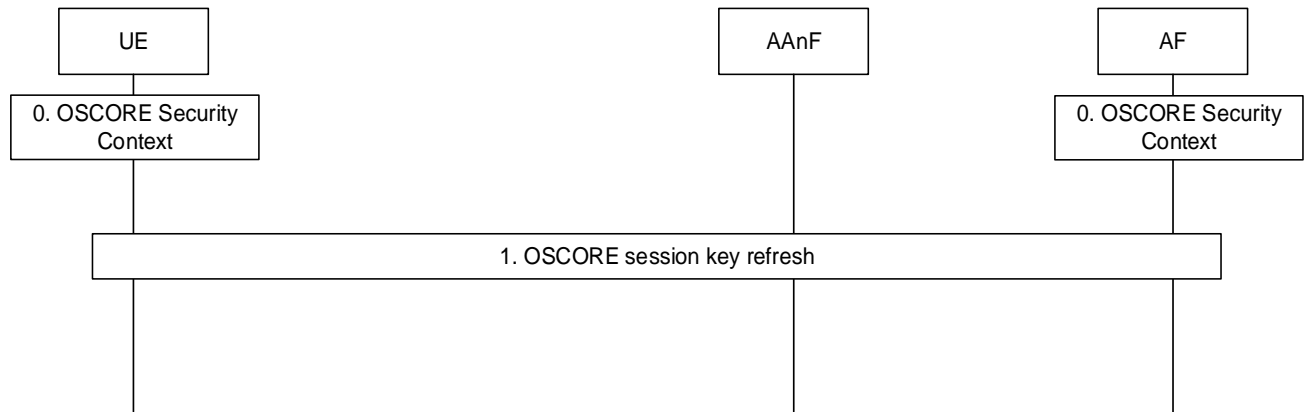 UE
AAnF
AF
0. OSCORE Security
Context
0. OSCORE Security
Context
1. OSCORE session key refresh